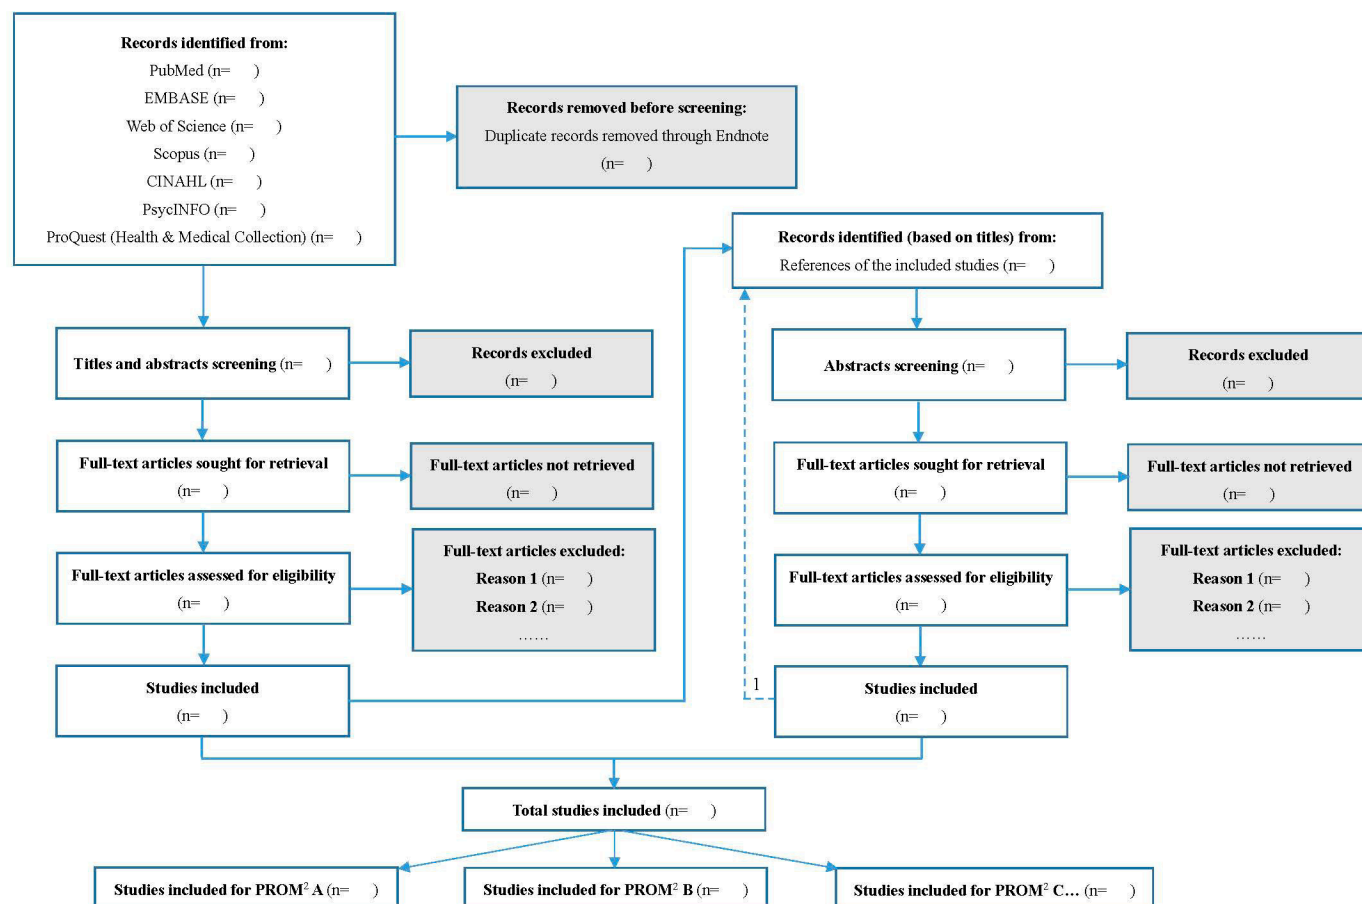 Records identified from:
PubMed (n=     )
EMBASE (n=     )
Web of Science (n=     )
Scopus (n=     )
CINAHL (n=     )
PsycINFO (n=     )
ProQuest (Health & Medical Collection) (n=     )
Records removed before screening:
Duplicate records removed through Endnote
(n=     )
Records identified (based on titles) from:
References of the included studies (n=     )
Titles and abstracts screening (n=     )
Records excluded
(n=     )
Abstracts screening (n=     )
Records excluded
(n=     )
Full-text articles sought for retrieval
(n=     )
Full-text articles not retrieved
(n=     )
Full-text articles sought for retrieval
(n=     )
Full-text articles not retrieved
(n=     )
Full-text articles assessed for eligibility
(n=     )
Full-text articles excluded:
Reason 1 (n=     )
Reason 2 (n=     )
……
Full-text articles assessed for eligibility
(n=     )
Full-text articles excluded:
Reason 1 (n=     )
Reason 2 (n=     )
……
Studies included
(n=     )
1
Studies included
(n=     )
Total studies included (n=     )
Studies included for PROM² A (n=     )
Studies included for PROM² B (n=     )
Studies included for PROM² C… (n=     )